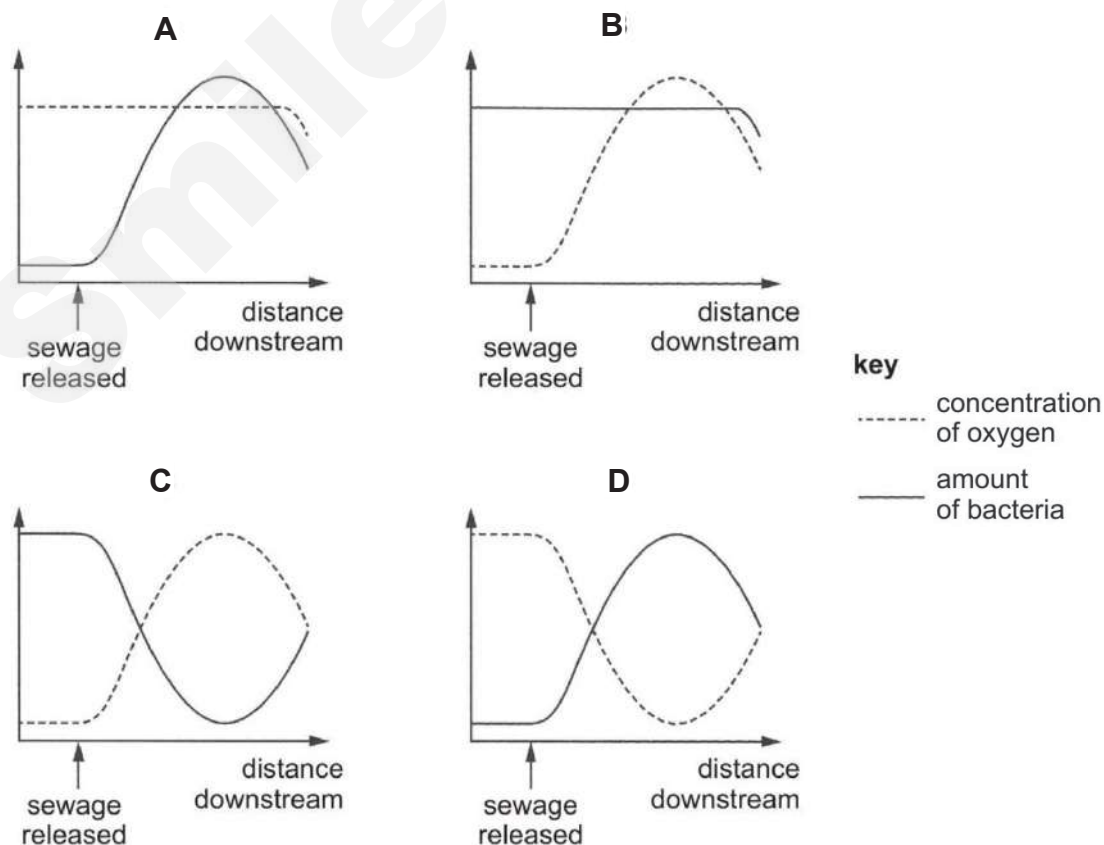 A
B
distance
downstream
sewage
released
distance
downstream
sewage
released
key
concentration
of oxygen
amount
of bacteria
C
D
distance
downstream
sewage
released
distance
downstream
sewage
released
Smile